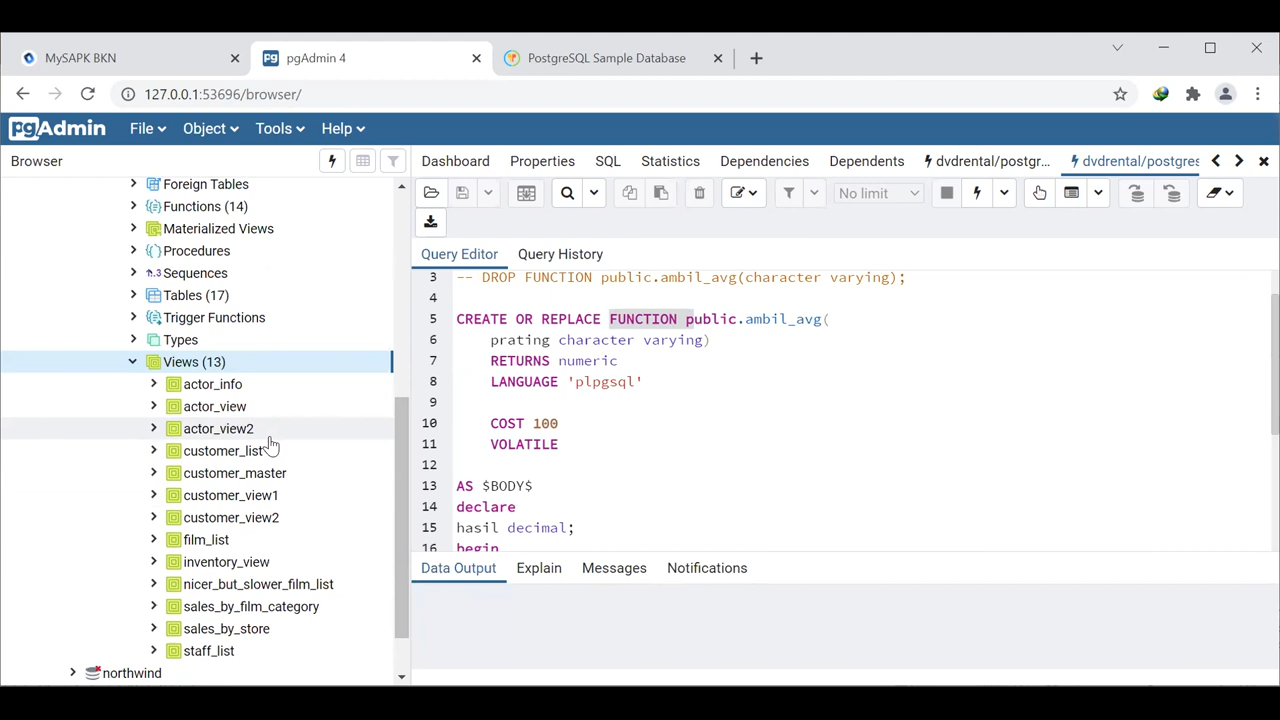 MySAPK BKN
pgAdmin 4
PostgreSQL Sample Database
127.0.0.1:53696/browser/
pgAdmin
File
Object
Tools
Help
Browser
Foreign Tables
Functions (14)
Materialized Views
Procedures
Sequences
Tables (17)
Trigger Functions
Types
Views (13)
actor_info
actor_view
actor_view2
customer_list
customer_master
customer_view1
customer_view2
film_list
inventory_view
nicer_but_slower_film_list
sales_by_film_category
sales_by_store
staff_list
northwind
Dashboard
Properties
SQL
Statistics
Dependencies
Dependents
dvdrental/postgr...
dvdrental/postgres
No limit
Query Editor
Query History
3 -- DROP FUNCTION public.ambil_avg(character varying);
4
5 CREATE OR REPLACE FUNCTION public.ambil_avg(
6 prating character varying)
7 RETURNS numeric
8 LANGUAGE 'plpgsql'
9
10 COST 100
11 VOLATILE
12
13 AS $BODY$
14 declare
15 hasil decimal;
16 begin
Data Output
Explain
Messages
Notifications